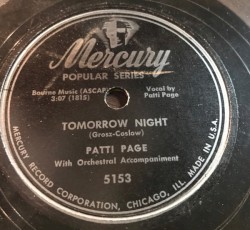 Mercury
POPULAR SERIES
Bourne Music (ASCAP)
3:07 (1815)
Vocal by
Patti Page
TOMORROW NIGHT
(Grosz-Coslow)
PATTI PAGE
With Orchestral Accompaniment
5153
MERCURY RECORD CORPORATION, CHICAGO, ILL. MADE IN U.S.A.